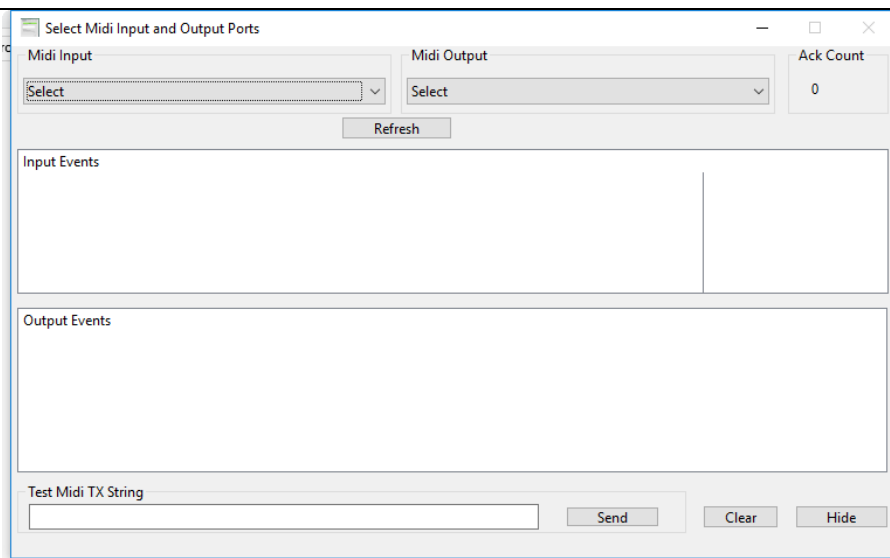 Select Midi Input and Output Ports
Midi Input
Midi Output
Ack Count
Select
Select
0
Refresh
Input Events
Output Events
Test Midi TX String
Send
Clear
Hide